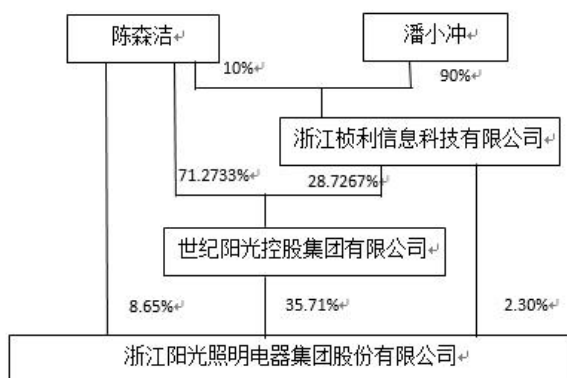 陈森洁↵
潘小冲↵
10%↵
90%↵
浙江桢利信息科技有限公司↵
71.2733%↵
28.7267%↵
世纪阳光控股集团有限公司↵
8.65%↵
35.71%↵
2.30%↵
浙江阳光照明电器集团股份有限公司↵